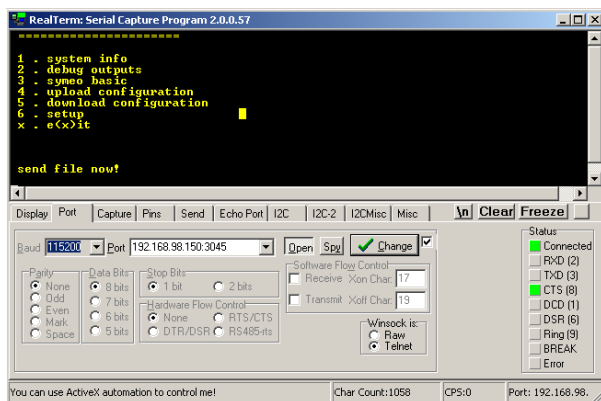 RealTerm: Serial Capture Program 2.0.0.57
1 . system info
2 . debug outputs
3 . symeo basic
4 . upload configuration
5 . download configuration
6 . setup
x . e(x)it
send file now!
Display Port Capture Pins Send Echo Port I2C I2C-2 I2CMisc Misc \n Clear Freeze
Status
Baud 115200 Port 192.168.98.150:3045 Open Spy Change
Connected
RXD (2)
TXD (3)
CTS (8)
DCD (1)
DSR (6)
Ring (9)
BREAK
Error
Parity
None
Odd
Even
Mark
Space
Data Bits
8 bits
7 bits
6 bits
5 bits
Stop Bits
1 bit 2 bits
Hardware Flow Control
None RTS/CTS
DTR/DSR RS485-rts
Software Flow Control
Receive Xon Char: 17
Transmit Xoff Char: 19
Winsock is:
Raw
Telnet
You can use ActiveX automation to control me! Char Count:1058 CPS:0 Port: 192.168.98.